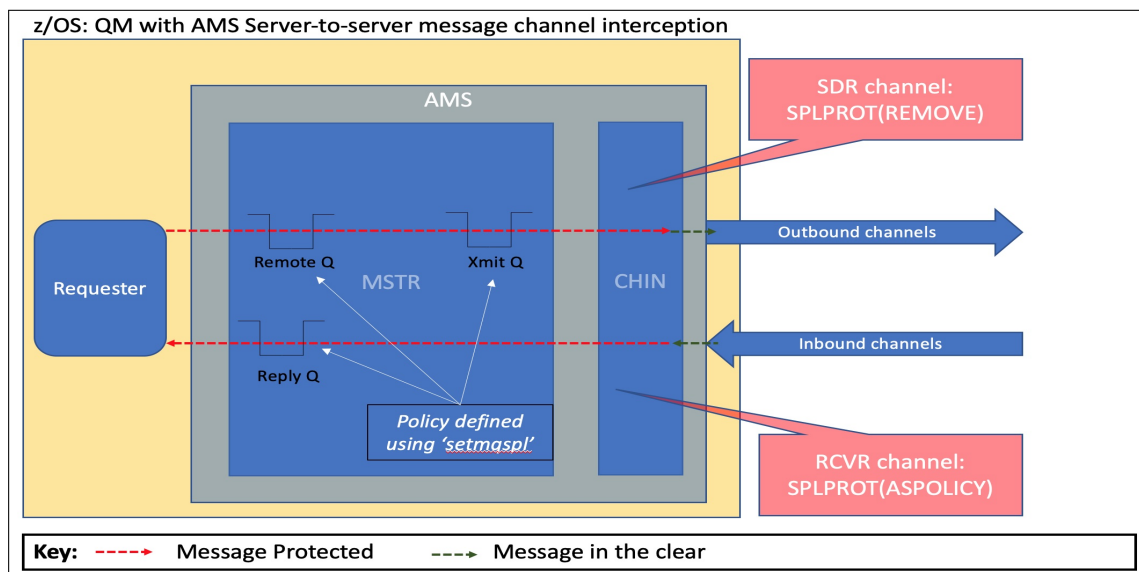 z/OS: QM with AMS Server-to-server message channel interception
AMS
SDR channel:
SPLPROT(REMOVE)
Remote Q
Xmit Q
Outbound channels
Requester
MSTR
CHIN
Inbound channels
Reply Q
Policy defined
using ‘setmqspl’
RCVR channel:
SPLPROT(ASPOLICY)
Key:
Message Protected
Message in the clear